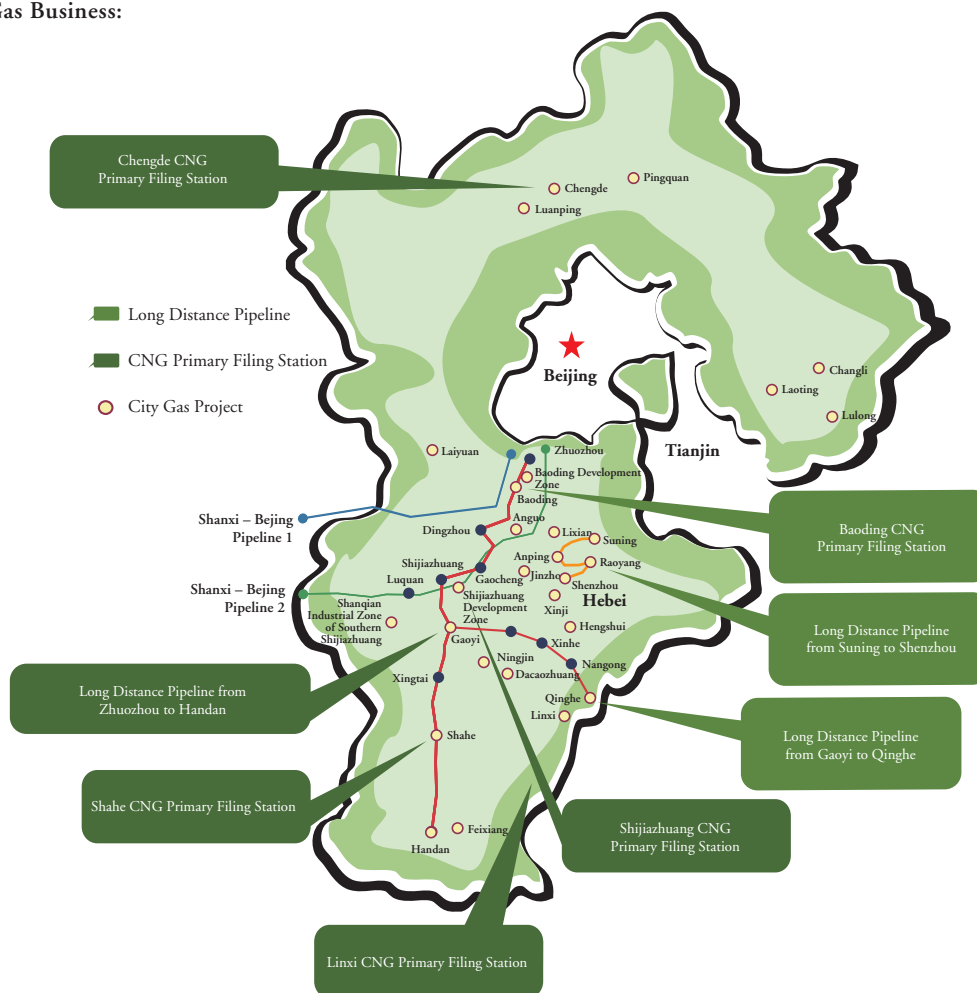 Gas Business:
Chengde CNG
Primary Filing Station
Pingquan
Chengde
Luanping
Long Distance Pipeline
CNG Primary Filing Station
City Gas Project
Beijing
Changli
Laoting
Lulong
Tianjin
Laiyuan
Zhuozhou
Baoding Development
Zone
Baoding
Shanxi – Bejing
Pipeline 1
Anguo
Dingzhou
Lixian
Suning
Baoding CNG
Primary Filing Station
Anping
Raoyang
Shijiazhuang
Luquan
Gaocheng
Jinzho
Shenzhou
Shanxi – Bejing
Pipeline 2
Shijiazhuang
Development
Zone
Xinji
Hebei
Shanqian
Industrial Zone
of Southern
Shijiazhuang
Hengshui
Gaoyi
Xinhe
Long Distance Pipeline
from Suning to Shenzhou
Ningjin
Nangong
Dacaozhuang
Xingtai
Qinghe
Linxi
Long Distance Pipeline from
Zhuozhou to Handan
Shahe
Long Distance Pipeline
from Gaoyi to Qinghe
Shahe CNG Primary Filing Station
Feixiang
Handan
Shijiazhuang CNG
Primary Filing Station
Linxi CNG Primary Filing Station